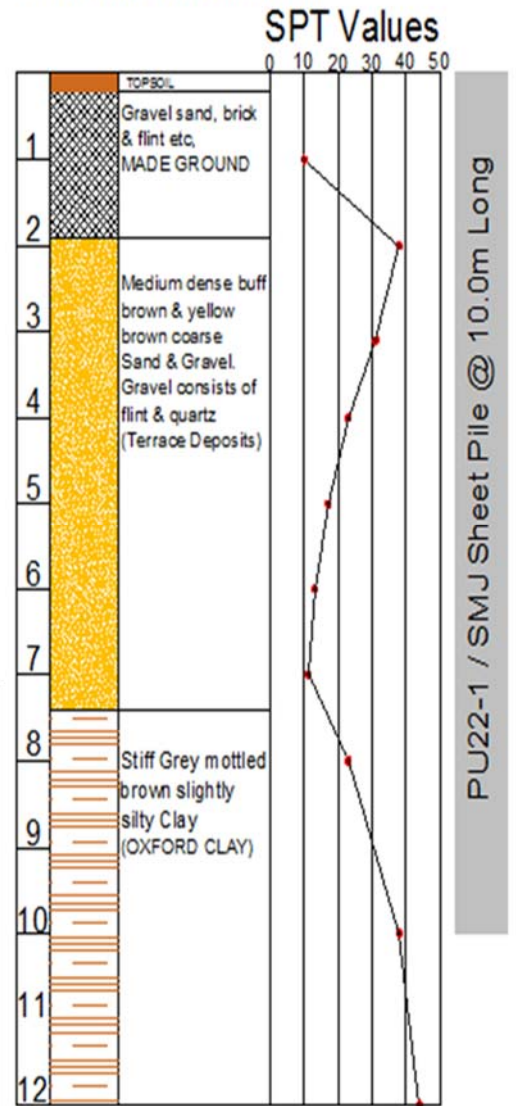 SPT Values
0 10 20 30 40 50
TOPSOIL
Gravel sand, brick
& flint etc,
MADE GROUND
Medium dense buff
brown & yellow
brown coarse
Sand & Gravel.
Gravel consists of
flint & quartz
(Terrace Deposits)
Stiff Grey mottled
brown slightly
silty Clay
(OXFORD CLAY)
1
2
3
4
5
6
7
8
9
10
11
12
PU22-1 / SMJ Sheet Pile @ 10.0m Long